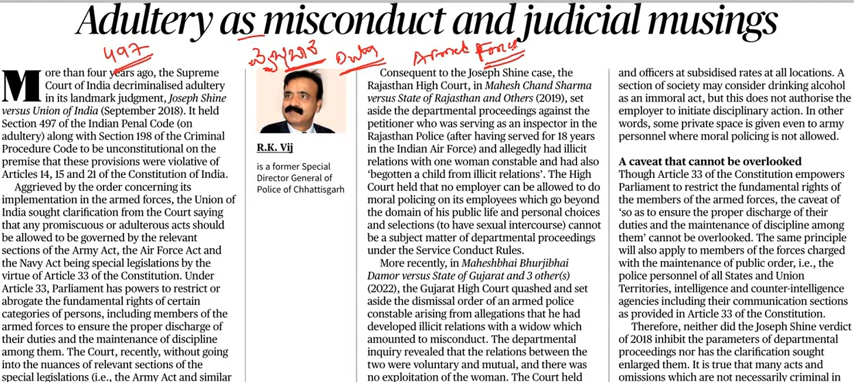 Adultery as misconduct and judicial musings
497
Duty
Armed Force
More than four years ago, the Supreme
Court of India decriminalised adultery
in its landmark judgment, Joseph Shine
versus Union of India (September 2018). It held
Section 497 of the Indian Penal Code (on
adultery) along with Section 198 of the Criminal
Procedure Code to be unconstitutional on the
premise that these provisions were violative of
Articles 14, 15 and 21 of the Constitution of India.
Aggrieved by the order concerning its
implementation in the armed forces, the Union of
India sought clarification from the Court saying
that any promiscuous or adulterous acts should
be allowed to be governed by the relevant
sections of the Army Act, the Air Force Act and
the Navy Act being special legislations by the
virtue of Article 33 of the Constitution. Under
Article 33, Parliament has powers to restrict or
abrogate the fundamental rights of certain
categories of persons, including members of the
armed forces to ensure the proper discharge of
their duties and the maintenance of discipline
among them. The Court, recently, without going
into the nuances of relevant sections of the
special legislations (i.e., the Army Act and similar
R.K. Vij
is a former Special
Director General of
Police of Chhattisgarh
Consequent to the Joseph Shine case, the
Rajasthan High Court, in Mahesh Chand Sharma
versus State of Rajasthan and Others (2019), set
aside the departmental proceedings against the
petitioner who was serving as an inspector in the
Rajasthan Police (after having served for 18 years
in the Indian Air Force) and allegedly had illicit
relations with one woman constable and had also
‘begotten a child from illicit relations’. The High
Court held that no employer can be allowed to do
moral policing on its employees which go beyond
the domain of his public life and personal choices
and selections (to have sexual intercourse) cannot
be a subject matter of departmental proceedings
under the Service Conduct Rules.
More recently, in Maheshbhai Bhurjibhai
Damor versus State of Gujarat and 3 other(s)
(2022), the Gujarat High Court quashed and set
aside the dismissal order of an armed police
constable arising from allegations that he had
developed illicit relations with a widow which
amounted to misconduct. The departmental
inquiry revealed that the relations between the
two were voluntary and mutual, and there was
no exploitation of the woman. The Court held
and officers at subsidised rates at all locations. A
section of society may consider drinking alcohol
as an immoral act, but this does not authorise the
employer to initiate disciplinary action. In other
words, some private space is given even to army
personnel where moral policing is not allowed.
A caveat that cannot be overlooked
Though Article 33 of the Constitution empowers
Parliament to restrict the fundamental rights of
the members of the armed forces, the caveat of
‘so as to ensure the proper discharge of their
duties and the maintenance of discipline among
them’ cannot be overlooked. The same principle
will also apply to members of the forces charged
with the maintenance of public order, i.e., the
police personnel of all States and Union
Territories, intelligence and counter-intelligence
agencies including their communication sections
as provided in Article 33 of the Constitution.
Therefore, neither did the Joseph Shine verdict
of 2018 inhibit the parameters of departmental
proceedings nor has the clarification sought
enlarged them. It is true that many acts and
omissions which are not necessarily criminal in